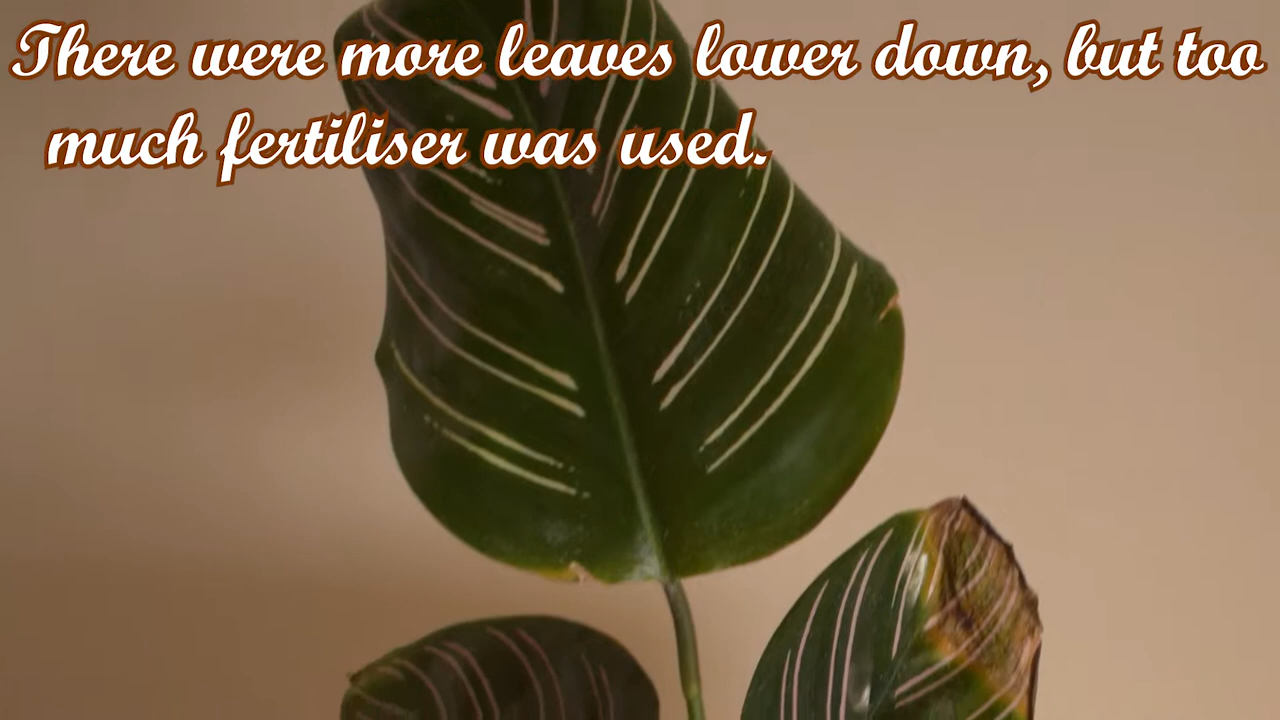 There were more leaves lower down, but too
much fertiliser was used.